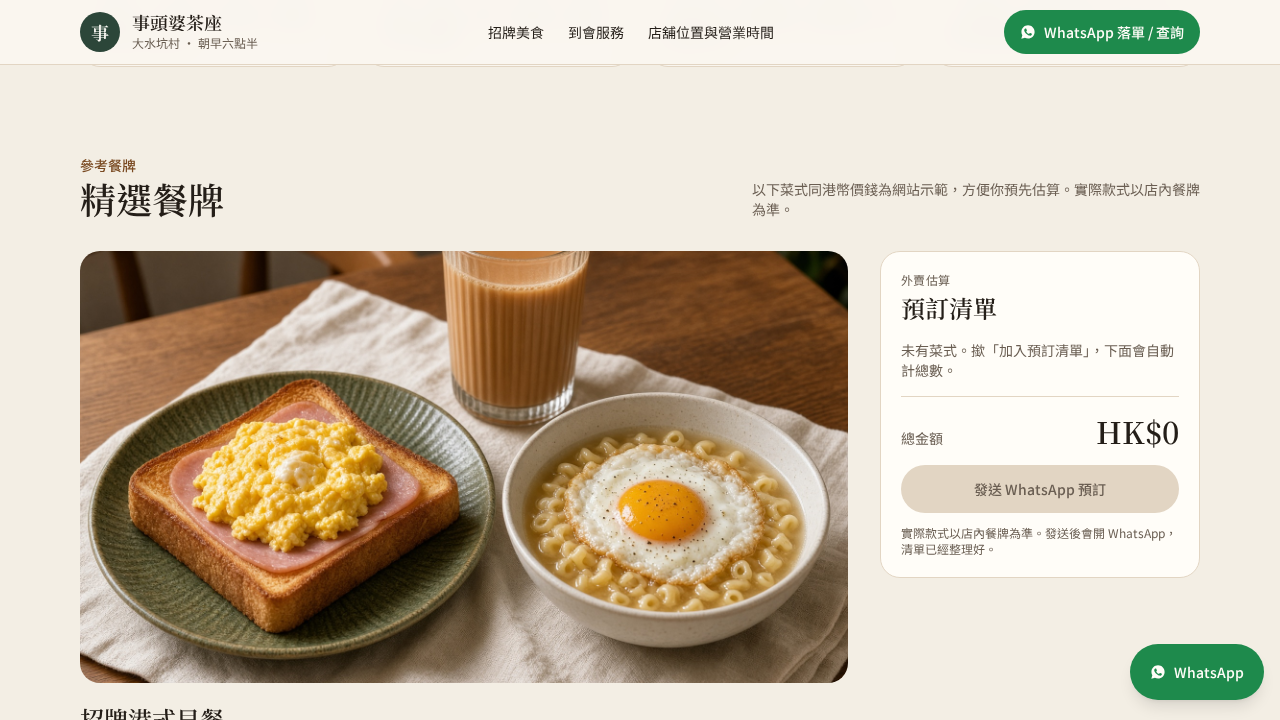 事
事頭婆茶座
大水坑村 · 朝早六點半
招牌美食
到會服務
店舖位置與營業時間
WhatsApp 落單 / 查詢
參考餐牌
精選餐牌
以下菜式同港幣價錢為網站示範，方便你預先估算。實際款式以店內餐牌
為準。
外賣估算
預訂清單
未有菜式。撳「加入預訂清單」，下面會自動
計總數。
總金額
HK$0
發送 WhatsApp 預訂
實際款式以店內餐牌為準。發送後會開 WhatsApp，
清單已經整理好。
WhatsApp
招牌港式早餐